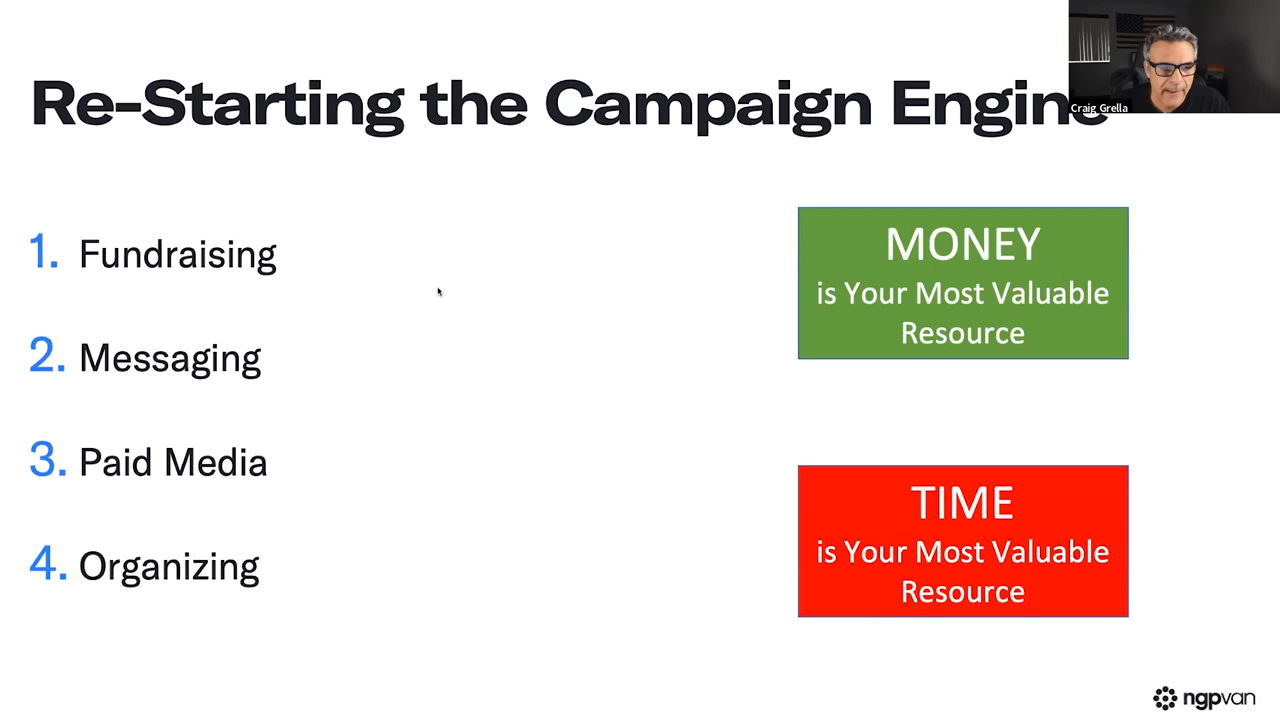 Re-Starting the Campaign Engine
Craig Grella
1. Fundraising
2. Messaging
3. Paid Media
4. Organizing
MONEY
is Your Most Valuable
Resource
TIME
is Your Most Valuable
Resource
ngpvan